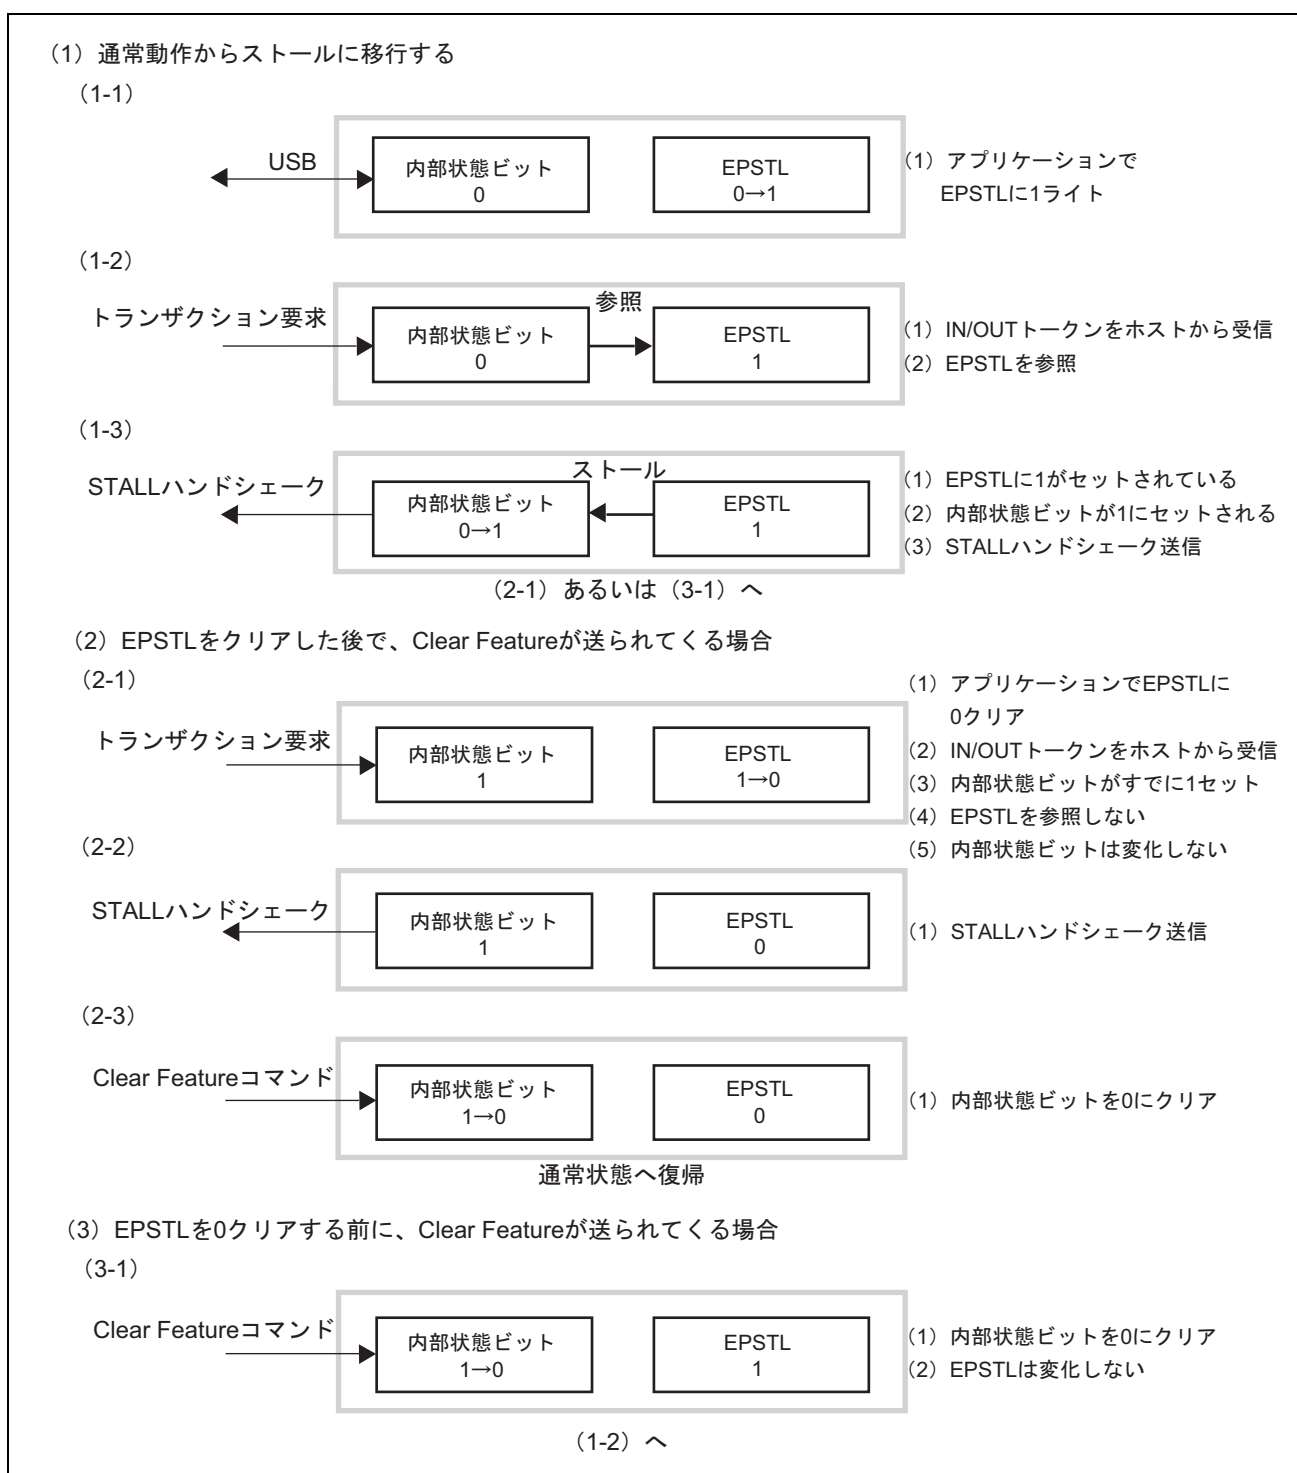 (1) 通常動作からストールに移行する
(1-1)
USB
内部状態ビット
0
EPSTL
0→1
(1) アプリケーションで
EPSTLに1ライト
(1-2)
トランザクション要求
内部状態ビット
0
参照
EPSTL
1
(1) IN/OUTトークンをホストから受信
(2) EPSTLを参照
(1-3)
STALLハンドシェーク
内部状態ビット
0→1
ストール
EPSTL
1
(1) EPSTLに1がセットされている
(2) 内部状態ビットが1にセットされる
(3) STALLハンドシェーク送信
(2-1) あるいは (3-1) へ
(2) EPSTLをクリアした後で、Clear Featureが送られてくる場合
(2-1)
トランザクション要求
内部状態ビット
1
EPSTL
1→0
(1) アプリケーションでEPSTLに
0クリア
(2) IN/OUTトークンをホストから受信
(3) 内部状態ビットがすでに1セット
(4) EPSTLを参照しない
(5) 内部状態ビットは変化しない
(2-2)
STALLハンドシェーク
内部状態ビット
1
EPSTL
0
(1) STALLハンドシェーク送信
(2-3)
Clear Featureコマンド
内部状態ビット
1→0
EPSTL
0
(1) 内部状態ビットを0にクリア
通常状態へ復帰
(3) EPSTLを0クリアする前に、Clear Featureが送られてくる場合
(3-1)
Clear Featureコマンド
内部状態ビット
1→0
EPSTL
1
(1) 内部状態ビットを0にクリア
(2) EPSTLは変化しない
(1-2) へ